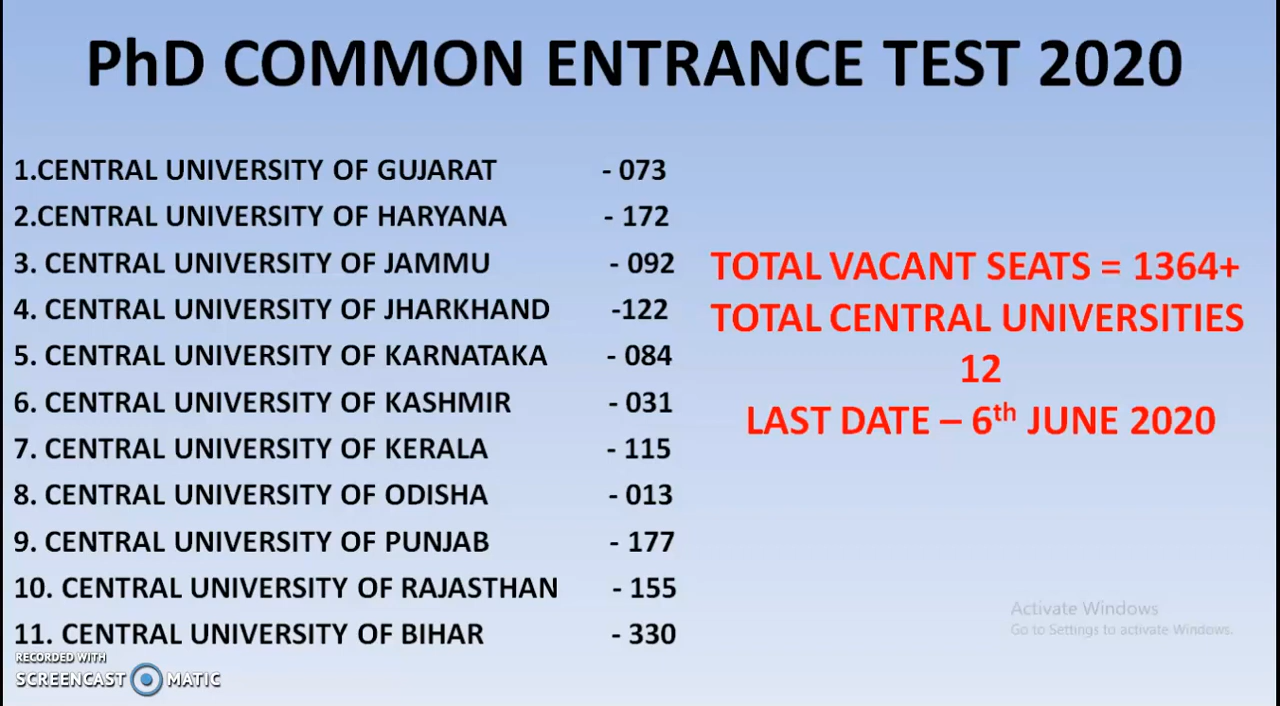 PhD COMMON ENTRANCE TEST 2020
1.CENTRAL UNIVERSITY OF GUJARAT - 073
2.CENTRAL UNIVERSITY OF HARYANA - 172
3. CENTRAL UNIVERSITY OF JAMMU - 092
4. CENTRAL UNIVERSITY OF JHARKHAND -122
5. CENTRAL UNIVERSITY OF KARNATAKA - 084
6. CENTRAL UNIVERSITY OF KASHMIR - 031
7. CENTRAL UNIVERSITY OF KERALA - 115
8. CENTRAL UNIVERSITY OF ODISHA - 013
9. CENTRAL UNIVERSITY OF PUNJAB - 177
10. CENTRAL UNIVERSITY OF RAJASTHAN - 155
11. CENTRAL UNIVERSITY OF BIHAR - 330
TOTAL VACANT SEATS = 1364+
TOTAL CENTRAL UNIVERSITIES
12
LAST DATE – 6th JUNE 2020
Activate Windows
Go to Settings to activate Windows.
RECORDED WITH
SCREENCAST MATIC